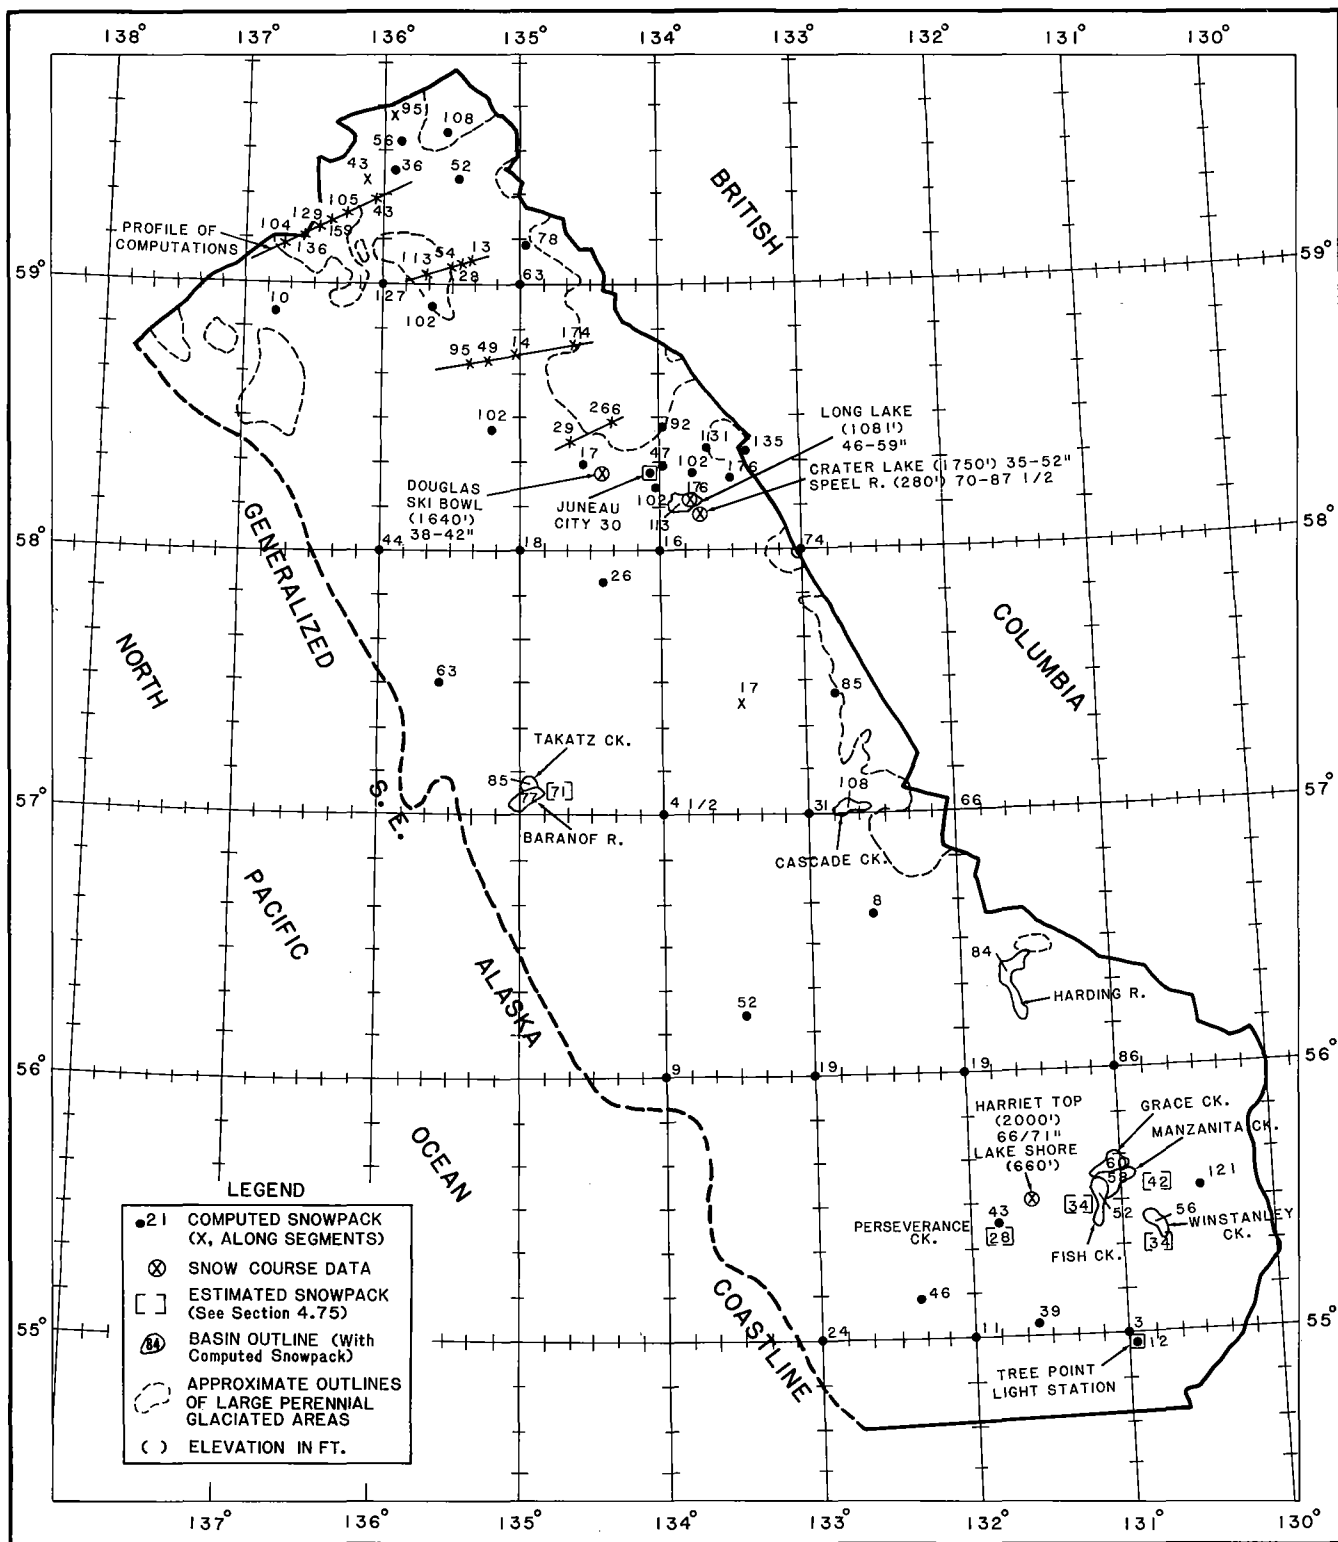 138° 137° 136° 135° 134° 133° 132° 131° 130°
95
108
56
43
36
52
BRITISH
105
129
43
104
159
136
PROFILE OF
COMPUTATIONS
78
13
54
113
28
59°
59°
127
63
10
102
14
174
95 49
266
102
29
92
LONG LAKE
(1081')
46-59"
131
135
17
47
102
176
CRATER LAKE (1750') 35-52"
SPEEL R. (280') 70-87 1/2
DOUGLAS
SKI BOWL
(1640')
38-42"
JUNEAU
CITY 30
102
176
113
58°
58°
44
18
16
74
26
GENERALIZED
NORTH
COLUMBIA
63
17
85
TAKATZ CK.
85
77
[71]
BARANOF R.
S. E.
57°
57°
4 1/2
31
108
66
CASCADE CK.
8
PACIFIC
84
HARDING R.
ALASKA
52
56°
56°
9
19
19
86
OCEAN
HARRIET TOP
(2000')
66/71"
LAKE SHORE
(660')
GRACE CK.
MANZANITA CK.
60
58
[42]
121
[34]
52
56
WINSTANLEY
CK.
[34]
FISH CK.
PERSEVERANCE
CK.
43
[28]
46
39
COASTLINE
55°
55°
24
11
3
12
TREE POINT
LIGHT STATION
LEGEND
21 COMPUTED SNOWPACK
(X, ALONG SEGMENTS)
SNOW COURSE DATA
[ ] ESTIMATED SNOWPACK
(See Section 4.75)
84 BASIN OUTLINE (With
Computed Snowpack)
APPROXIMATE OUTLINES
OF LARGE PERENNIAL
GLACIATED AREAS
( ) ELEVATION IN FT.
137° 136° 135° 134° 133° 132° 131° 130°